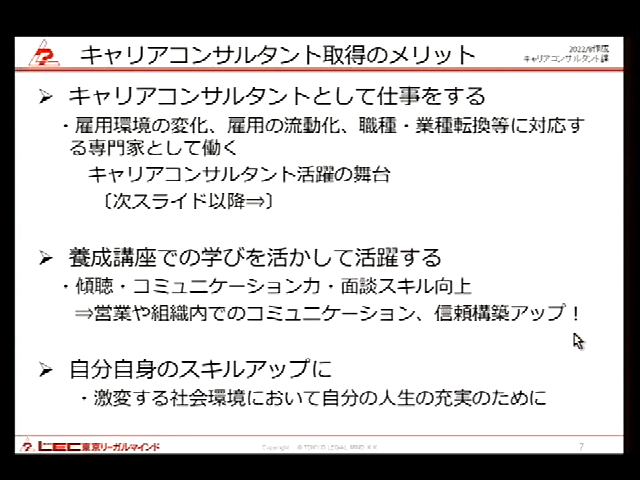 キャリアコンサルタント取得のメリット
2022/8作成
キャリアコンサルタント課
➢ キャリアコンサルタントとして仕事をする
・雇用環境の変化、雇用の流動化、職種・業種転換等に対応す
る専門家として働く
キャリアコンサルタント活躍の舞台
〔次スライド以降⇒〕
➢ 養成講座での学びを活かして活躍する
・傾聴・コミュニケーション力・面談スキル向上
⇒営業や組織内でのコミュニケーション、信頼構築アップ！
➢ 自分自身のスキルアップに
・激変する社会環境において自分の人生の充実のために
LEC東京リーガルマインド
Copyright © TOKYO LEGAL MIND K.K.
7